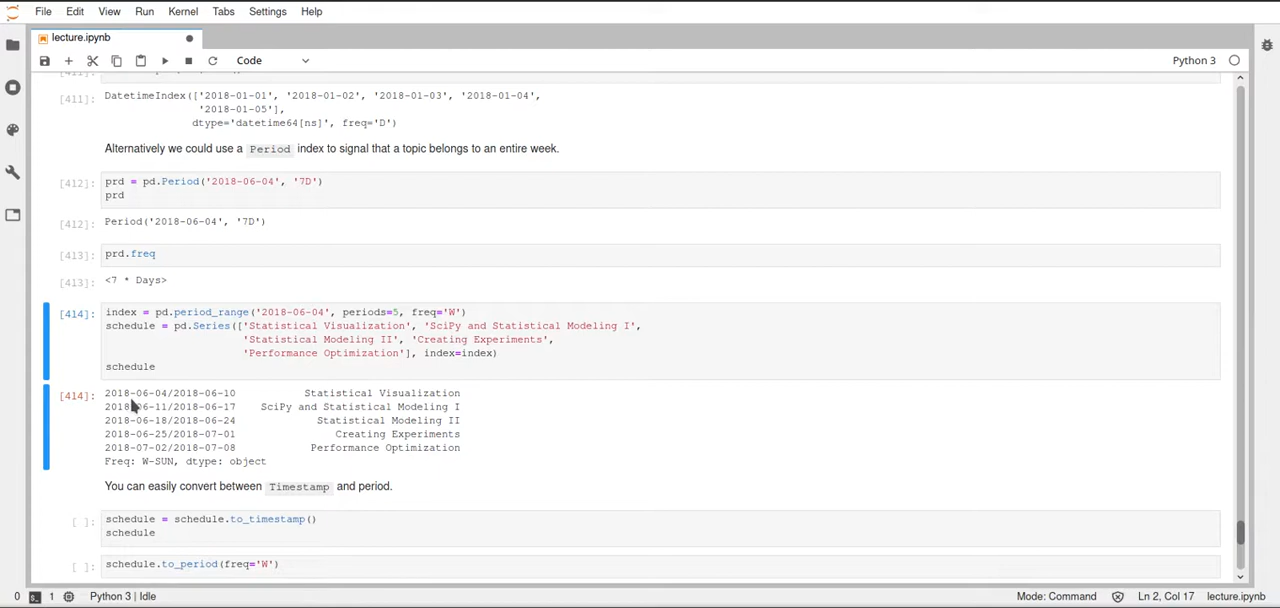 File Edit View Run Kernel Tabs Settings Help
lecture.ipynb
Code
Python 3
[411]: DatetimeIndex(['2018-01-01', '2018-01-02', '2018-01-03', '2018-01-04',
'2018-01-05'],
dtype='datetime64[ns]', freq='D')
Alternatively we could use a Period index to signal that a topic belongs to an entire week.
[412]: prd = pd.Period('2018-06-04', '7D')
prd
[412]: Period('2018-06-04', '7D')
[413]: prd.freq
[413]: <7 * Days>
[414]: index = pd.period_range('2018-06-04', periods=5, freq='W')
schedule = pd.Series(['Statistical Visualization', 'SciPy and Statistical Modeling I',
'Statistical Modeling II', 'Creating Experiments',
'Performance Optimization'], index=index)
schedule
[414]: 2018-06-04/2018-06-10 Statistical Visualization
2018-06-11/2018-06-17 SciPy and Statistical Modeling I
2018-06-18/2018-06-24 Statistical Modeling II
2018-06-25/2018-07-01 Creating Experiments
2018-07-02/2018-07-08 Performance Optimization
Freq: W-SUN, dtype: object
You can easily convert between Timestamp and period.
[ ]: schedule = schedule.to_timestamp()
schedule
[ ]: schedule.to_period(freq='W')
0 1 Python 3 | Idle Mode: Command Ln 2, Col 17 lecture.ipynb